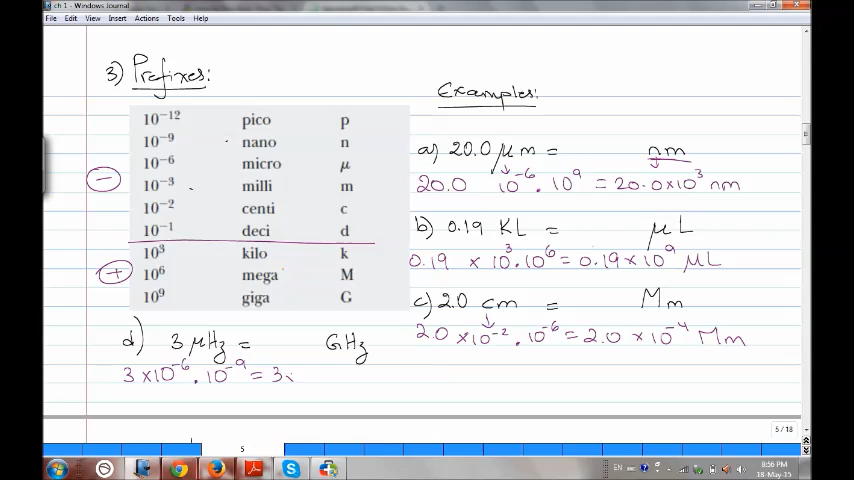 ch 1 - Windows Journal
File Edit View Insert Actions Tools Help
3) Prefixes:
10⁻¹² pico p
10⁻⁹ nano n
10⁻⁶ micro μ
10⁻³ milli m
10⁻² centi c
10⁻¹ deci d
10³ kilo k
10⁶ mega M
10⁹ giga G
−
+
Examples:
a) 20.0 μm = nm
20.0 10⁻⁶ . 10⁹ = 20.0 x 10³ nm
b) 0.19 KL = μL
0.19 x 10³ . 10⁶ = 0.19 x 10⁹ μL
c) 2.0 cm = Mm
2.0 x 10⁻² . 10⁻⁶ = 2.0 x 10⁻⁴ Mm
d) 3 μHz = GHz
3 x 10⁻⁶ . 10⁻⁹ = 3
5 / 18
5
EN
8:56 PM
18-May-15